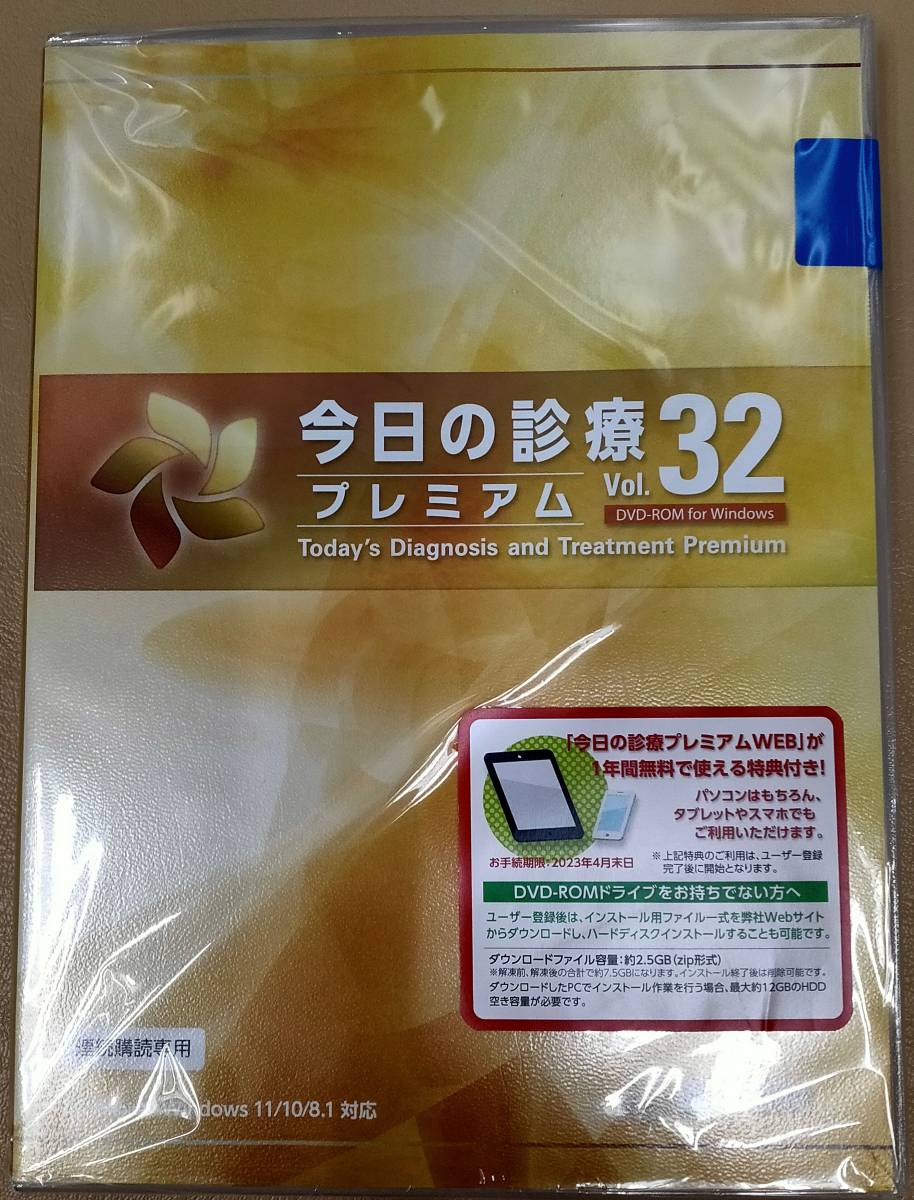 今日の診療
プレミアム
Vol. 32
DVD-ROM for Windows
Today's Diagnosis and Treatment Premium
「今日の診療プレミアムWEB」が
1年間無料で使える特典付き!
パソコンはもちろん、
タブレットやスマホでも
ご利用いただけます。
お手続期限:2023年4月末日
※上記特典のご利用は、ユーザー登録
完了後に開始となります。
DVD-ROMドライブをお持ちでない方へ
ユーザー登録後は、インストール用ファイル一式を弊社Webサイト
からダウンロードし、ハードディスクインストールすることも可能です。
ダウンロードファイル容量:約2.5GB(zip形式)
※解凍前、解凍後の合計で約7.5GBになります。インストール終了後は削除可能です。
ダウンロードしたPCでインストール作業を行う場合、最大約12GBのHDD
空き容量が必要です。
連続購読専用
Windows 11/10/8.1 対応